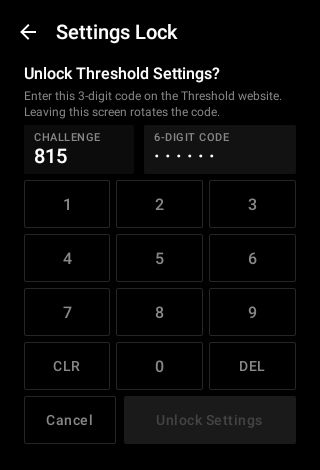 Settings Lock
Unlock Threshold Settings?
Enter this 3-digit code on the Threshold website.
Leaving this screen rotates the code.
CHALLENGE
815
6-DIGIT CODE
······
1 2 3
4 5 6
7 8 9
CLR 0 DEL
Cancel Unlock Settings